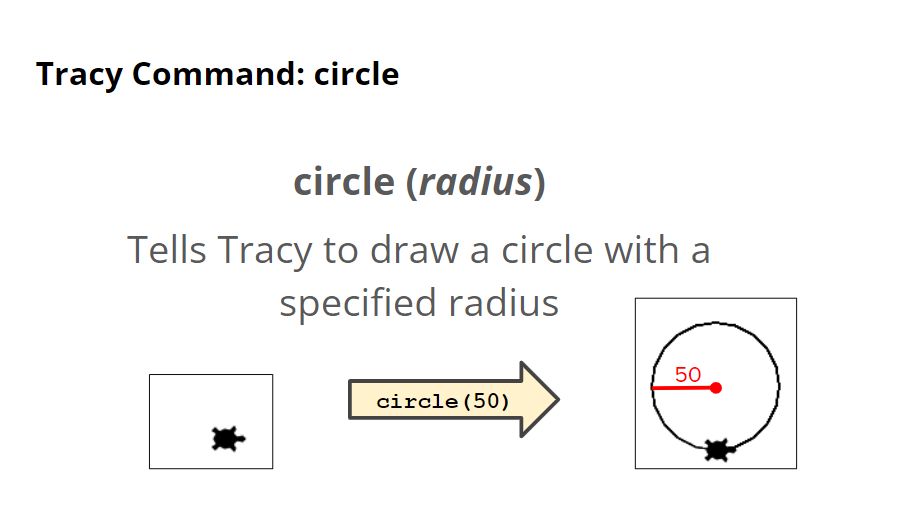 Tracy Command: circle
circle (radius)
Tells Tracy to draw a circle with a
specified radius
circle(50)
50